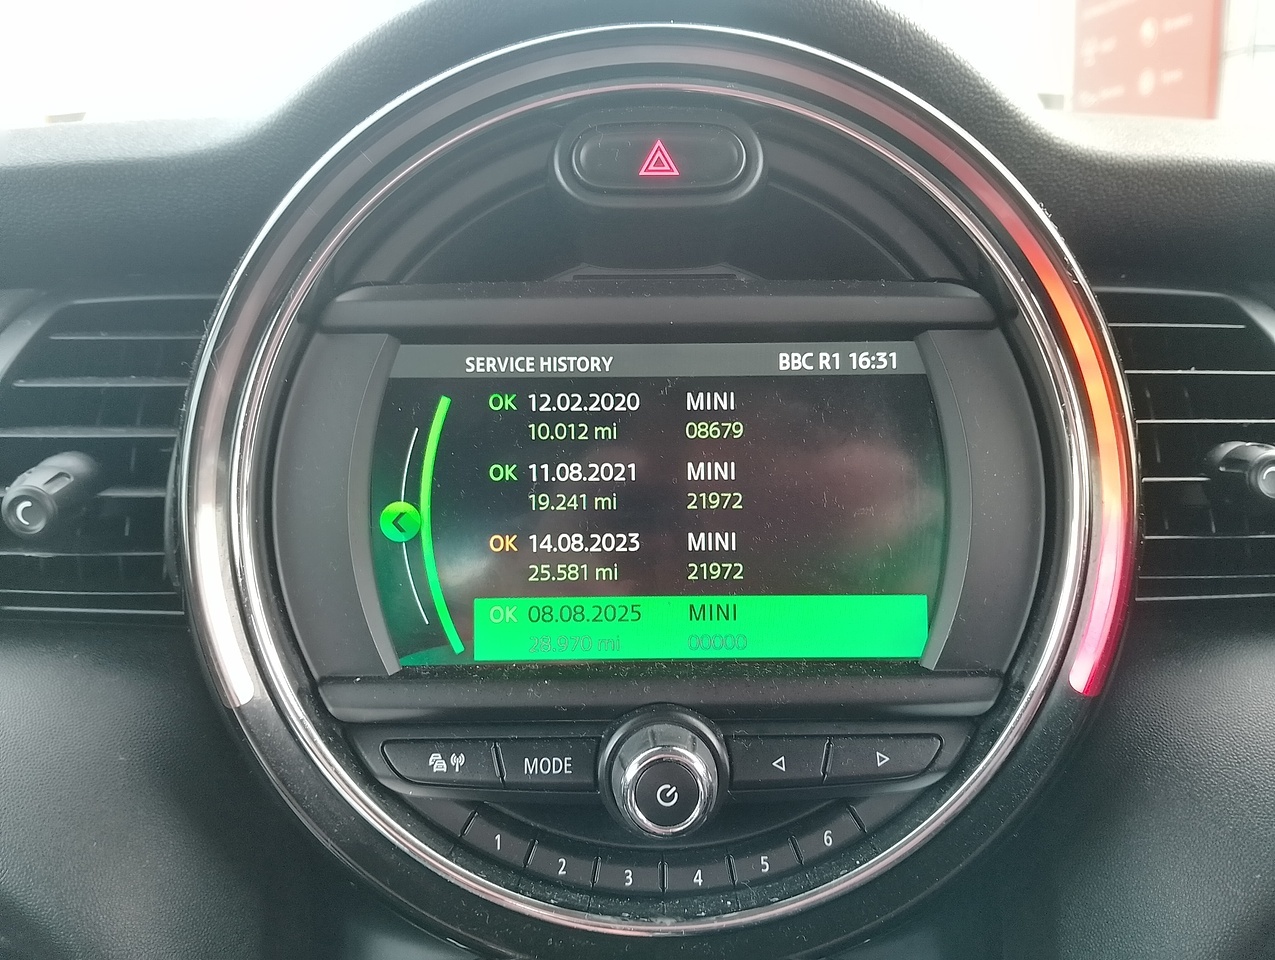 SERVICE HISTORY BBC R1 16:31
OK 12.02.2020 MINI
10.012 mi 08679
OK 11.08.2021 MINI
19.241 mi 21972
OK 14.08.2023 MINI
25.581 mi 21972
OK 08.08.2025 MINI
28.970 mi 00000
MODE
1 2 3 4 5 6